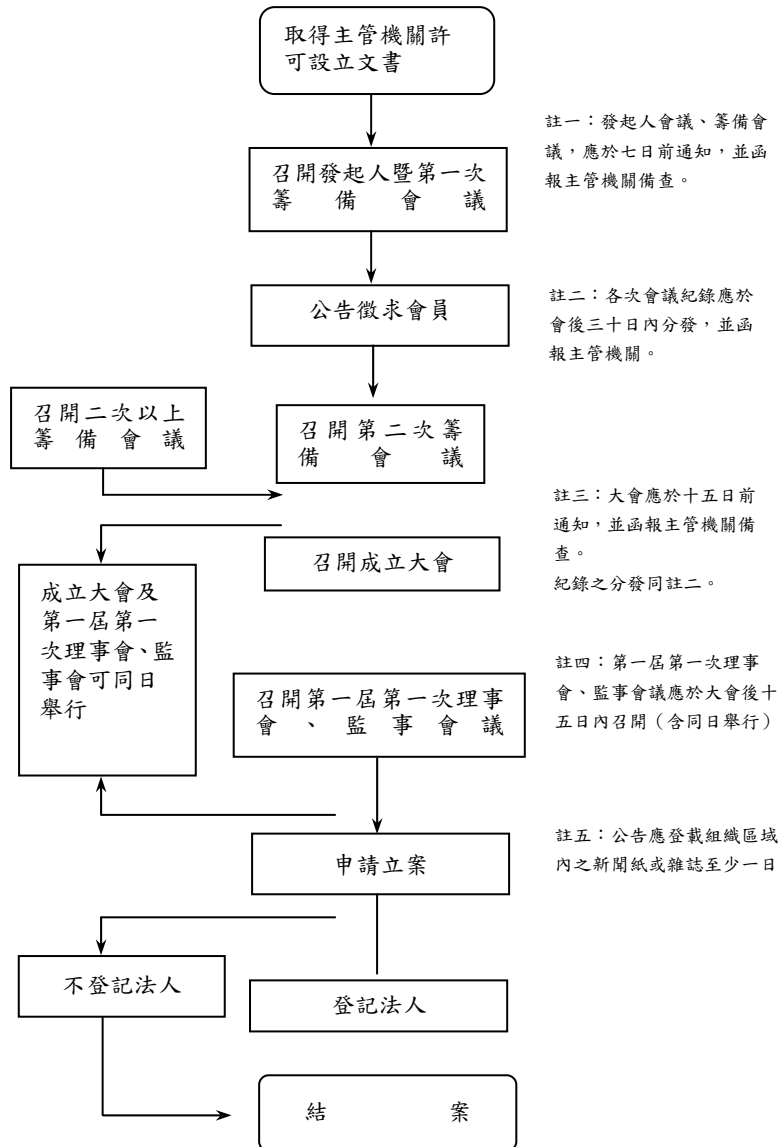 取得主管機關許
可設立文書
註一：發起人會議、籌備會
議，應於七日前通知，並函
報主管機關備查。
召開發起人暨第一次
籌備會議
公告徵求會員
註二：各次會議紀錄應於
會後三十日內分發，並函
報主管機關。
召開二次以上
籌備會議
召開第二次籌
備會議
註三：大會應於十五日前
通知，並函報主管機關備
查。
紀錄之分發同註二。
召開成立大會
成立大會及
第一屆第一
次理事會、監
事會可同日
舉行
註四：第一屆第一次理事
會、監事會議應於大會後十
五日內召開（含同日舉行）
召開第一屆第一次理事
會、監事會議
註五：公告應登載組織區域
內之新聞紙或雜誌至少一日
申請立案
不登記法人
登記法人
結案